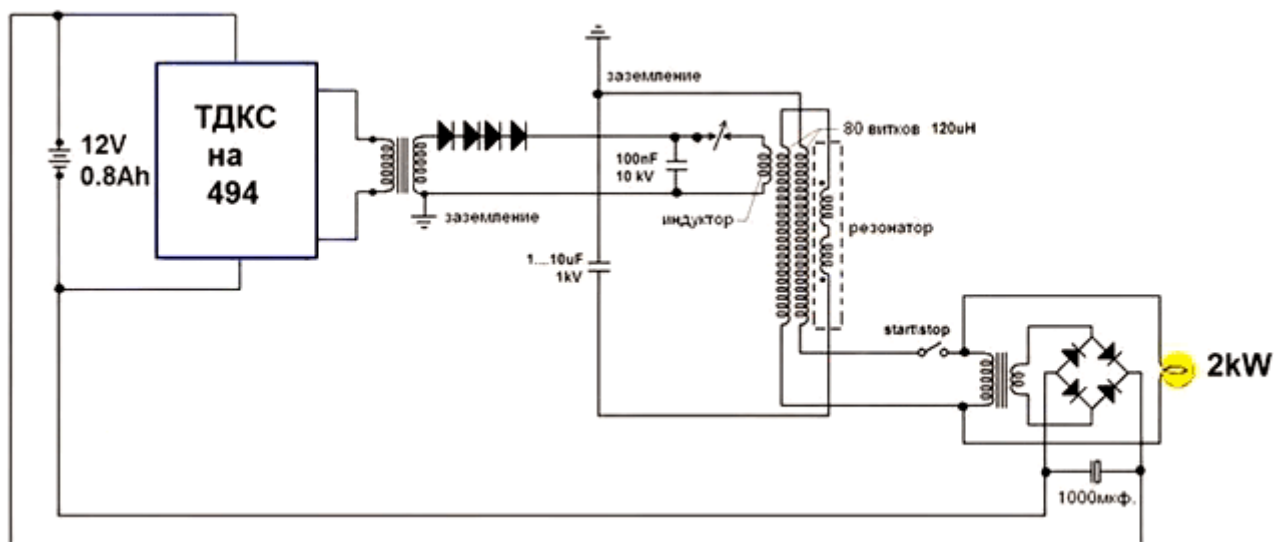 12V
0.8Ah
ТДКС
на
494
заземление
заземление
100nF
10 kV
индуктор
80 витков 120uH
резонатор
1....10uF
1kV
start\stop
2kW
1000мкф.